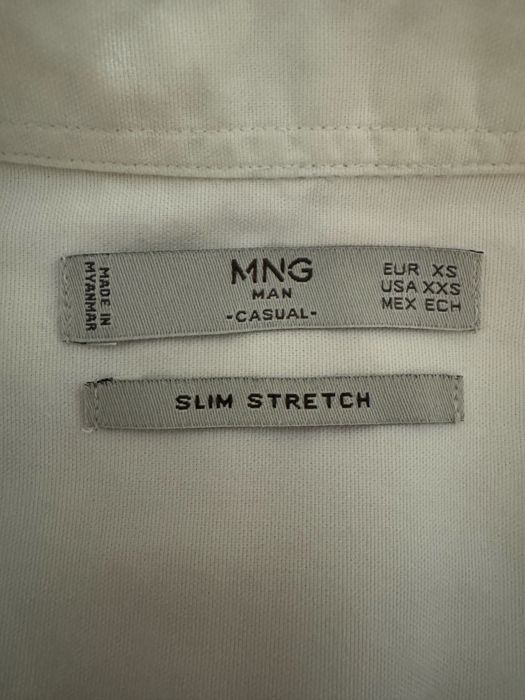 MADE IN
MYANMAR
MNG
MAN
-CASUAL-
EUR XS
USA XXS
MEX ECH
SLIM STRETCH